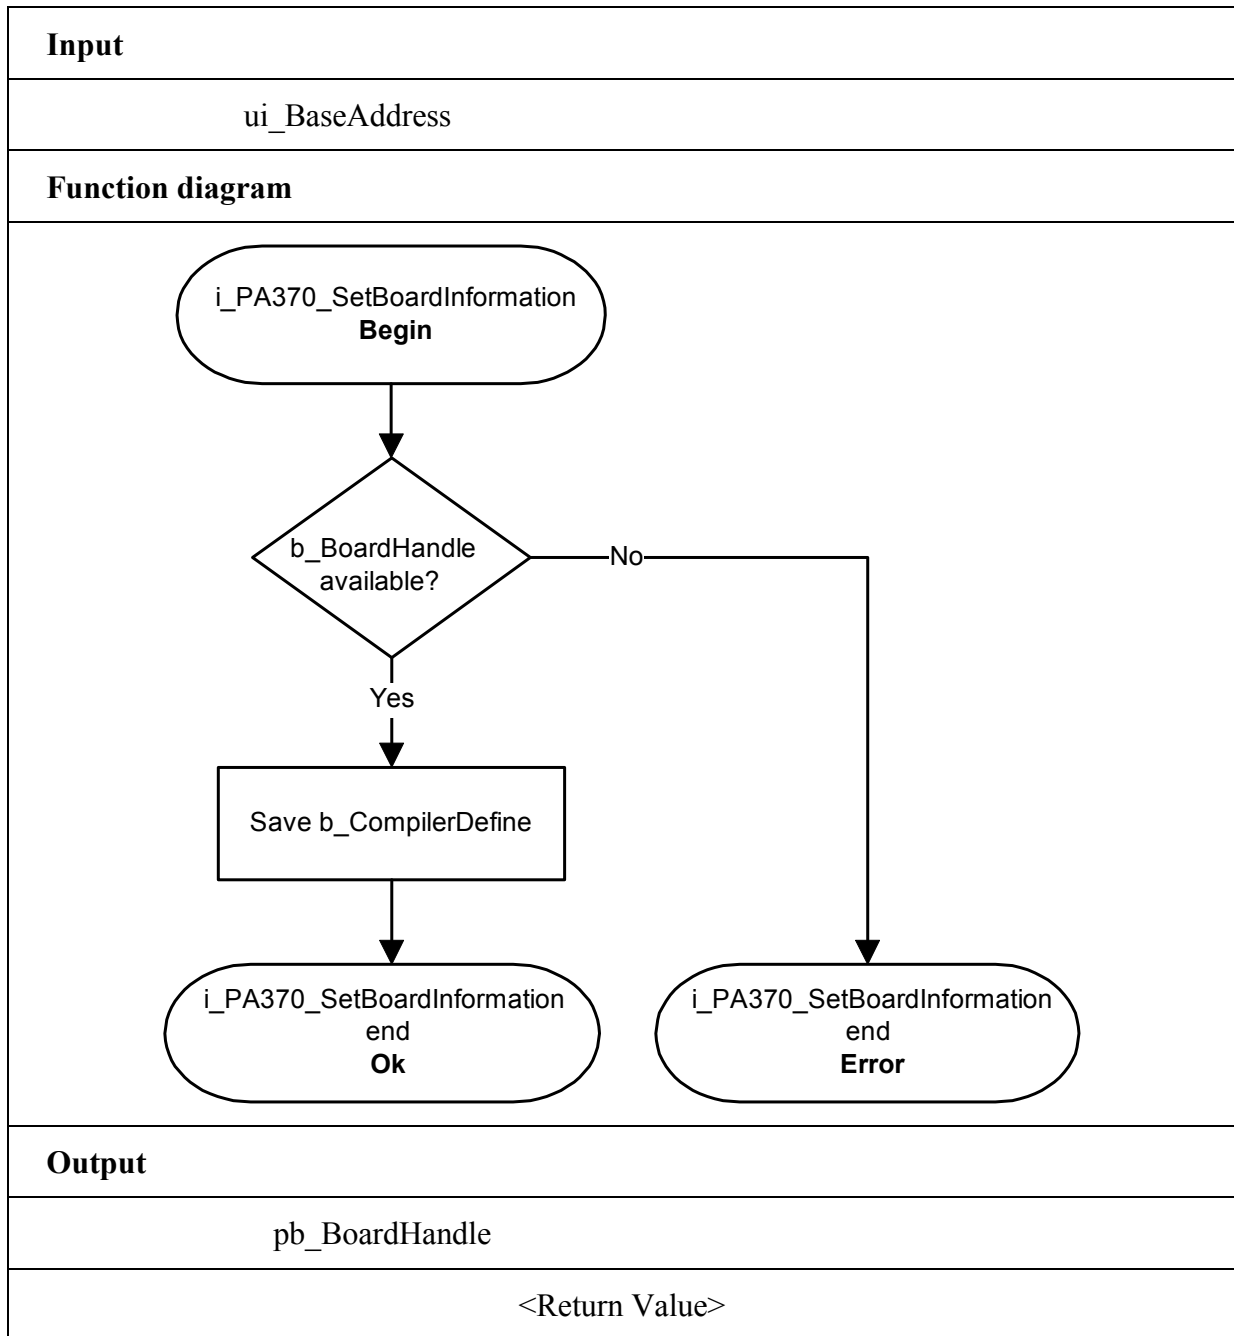 Input
ui_BaseAddress
Function diagram
i_PA370_SetBoardInformation
Begin
b_BoardHandle
available?
No
Yes
Save b_CompilerDefine
i_PA370_SetBoardInformation
end
Ok
i_PA370_SetBoardInformation
end
Error
Output
pb_BoardHandle
<Return Value>